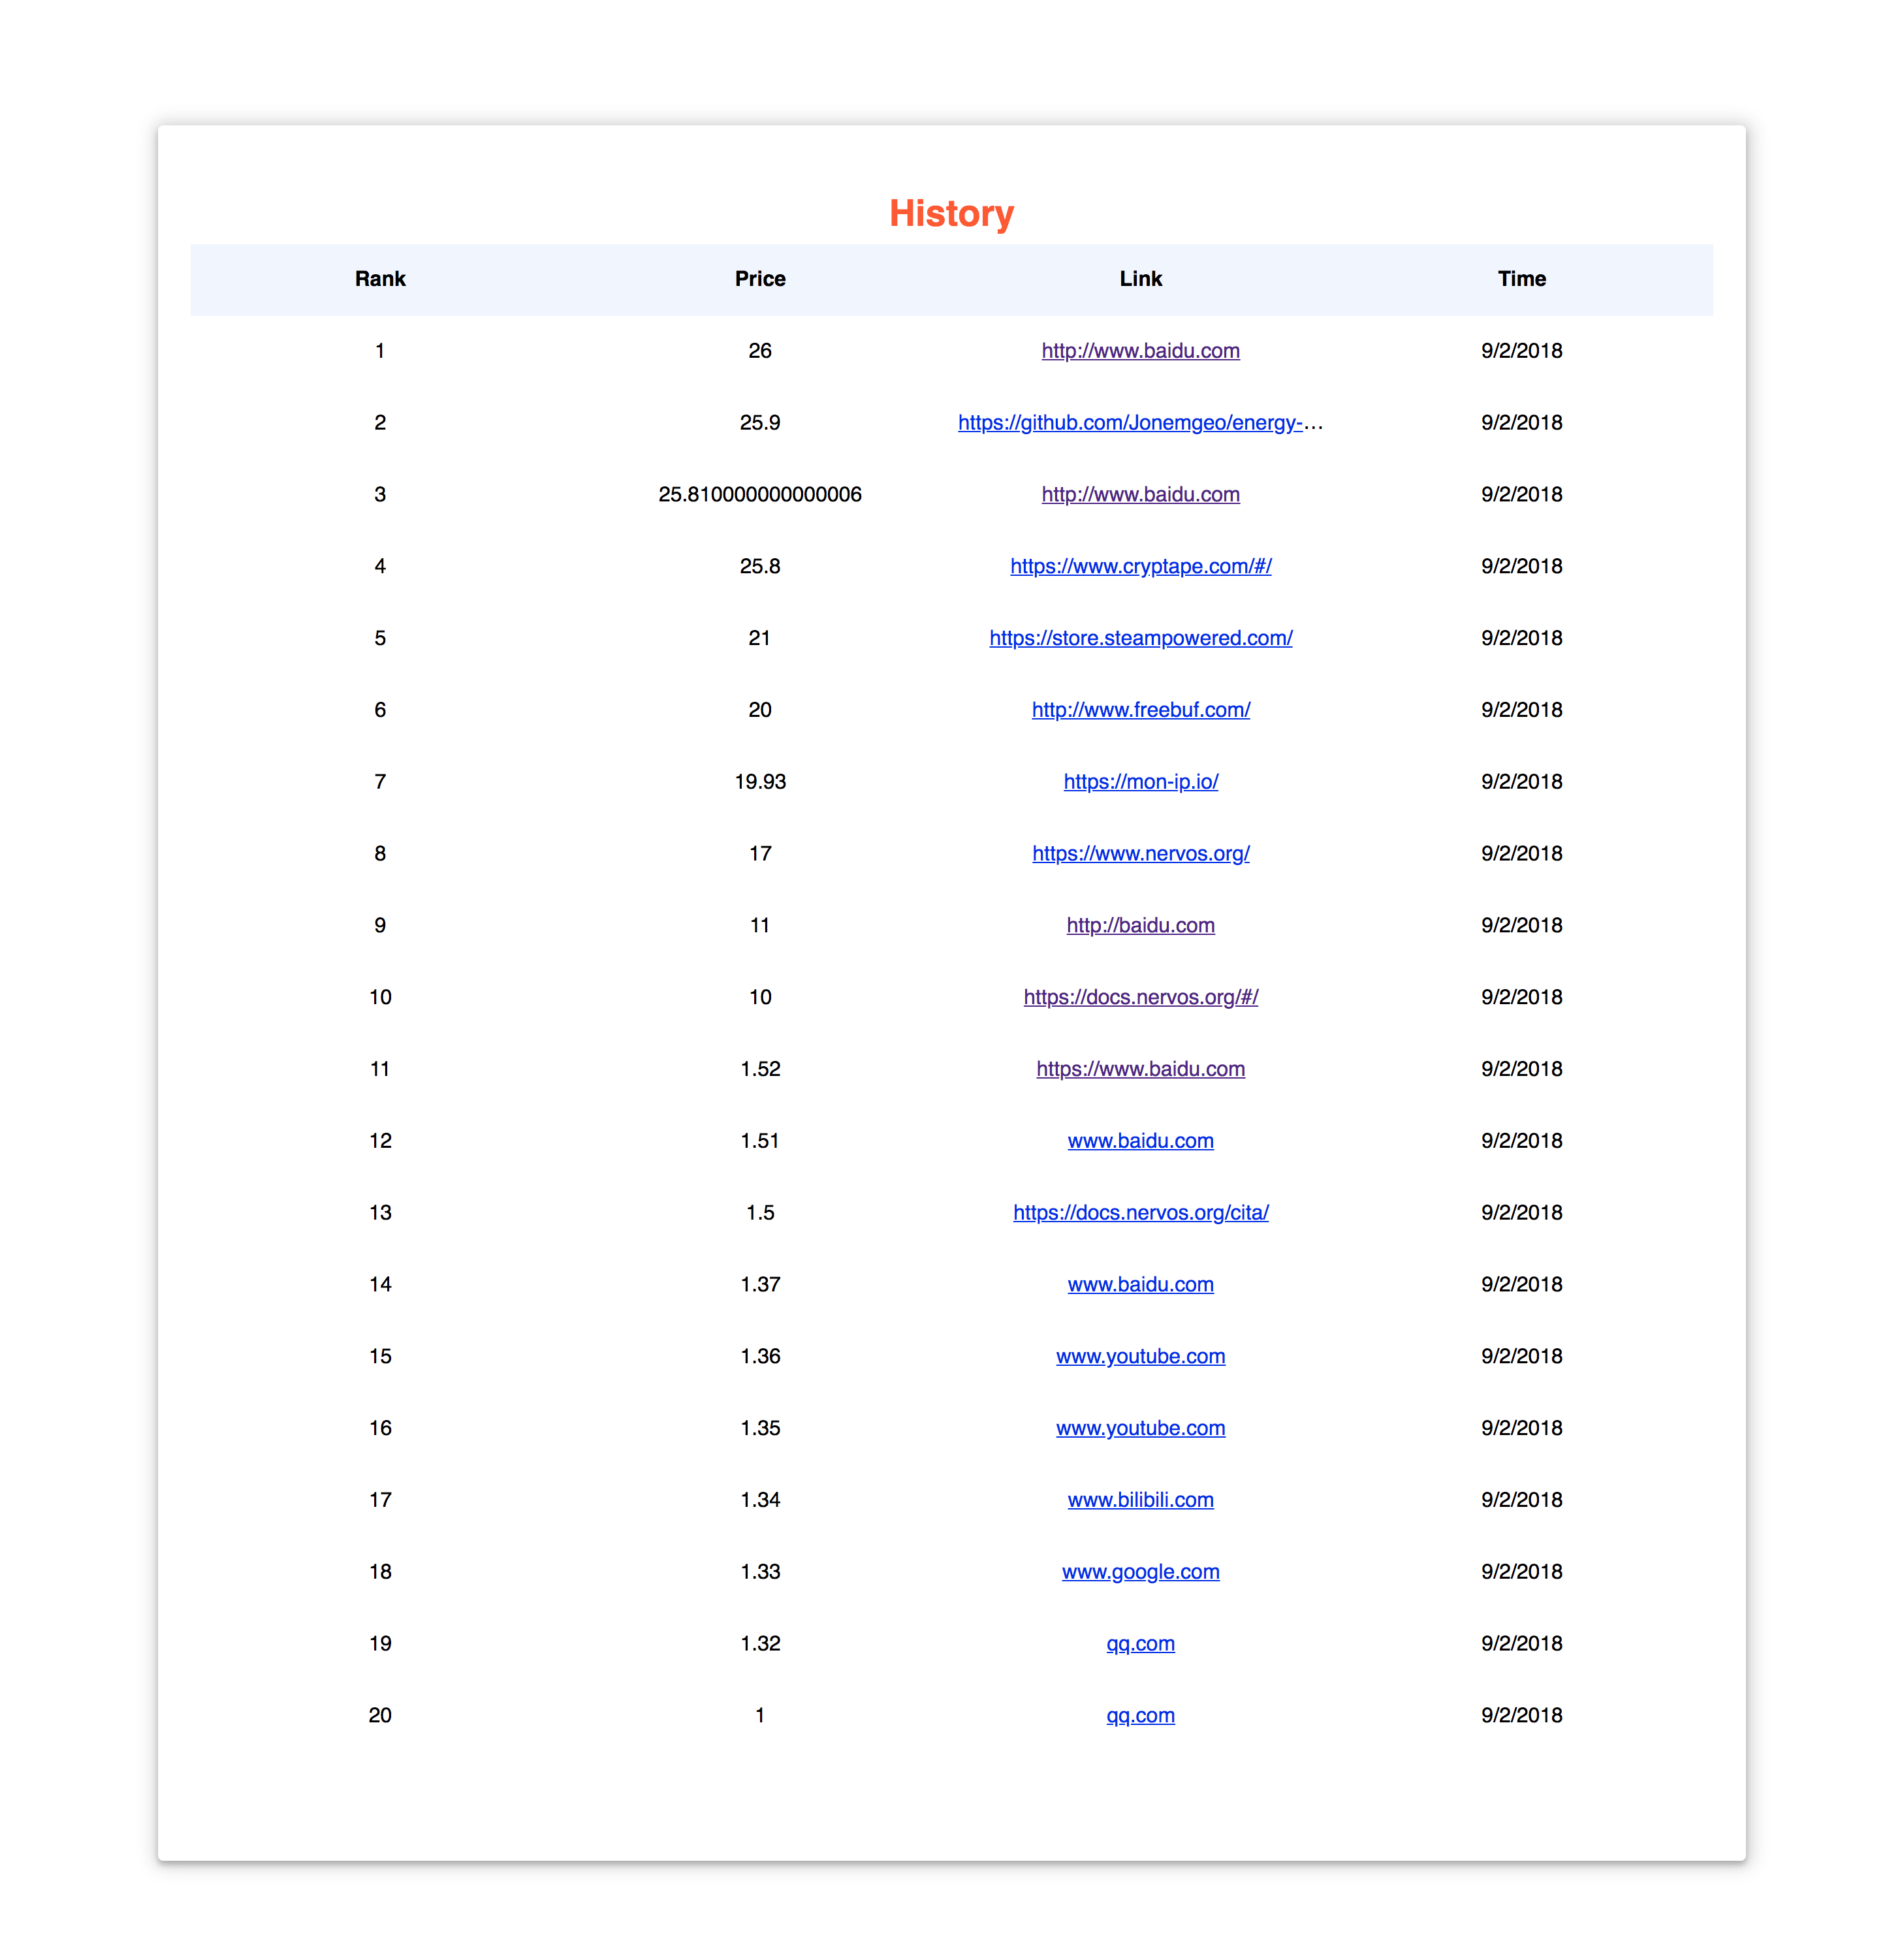 History
Rank Price Link Time
1 26 http://www.baidu.com 9/2/2018
2 25.9 https://github.com/Jonemgeo/energy-... 9/2/2018
3 25.810000000000006 http://www.baidu.com 9/2/2018
4 25.8 https://www.cryptape.com/#/ 9/2/2018
5 21 https://store.steampowered.com/ 9/2/2018
6 20 http://www.freebuf.com/ 9/2/2018
7 19.93 https://mon-ip.io/ 9/2/2018
8 17 https://www.nervos.org/ 9/2/2018
9 11 http://baidu.com 9/2/2018
10 10 https://docs.nervos.org/#/ 9/2/2018
11 1.52 https://www.baidu.com 9/2/2018
12 1.51 www.baidu.com 9/2/2018
13 1.5 https://docs.nervos.org/cita/ 9/2/2018
14 1.37 www.baidu.com 9/2/2018
15 1.36 www.youtube.com 9/2/2018
16 1.35 www.youtube.com 9/2/2018
17 1.34 www.bilibili.com 9/2/2018
18 1.33 www.google.com 9/2/2018
19 1.32 qq.com 9/2/2018
20 1 qq.com 9/2/2018